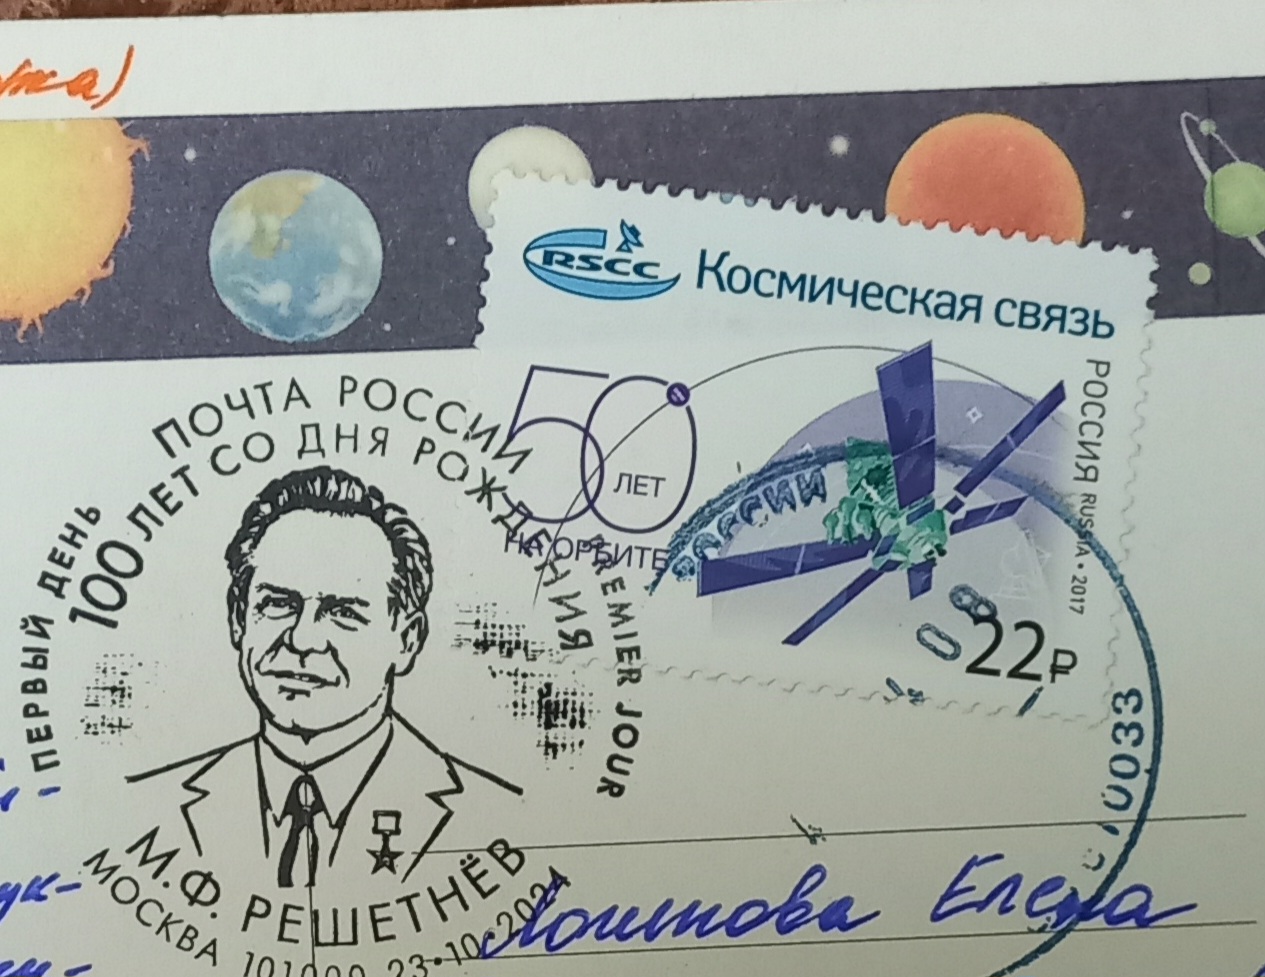 RSCC
Космическая связь
50
ЛЕТ
НА ОРБИТЕ
РОССИЯ RUSSIA • 2017
22₽
ПОЧТА РОССИИ
100 ЛЕТ СО ДНЯ РОЖДЕНИЯ
ПЕРВЫЙ ДЕНЬ
PREMIER JOUR
М.Ф. РЕШЕТНЁВ
МОСКВА 101000 23•10•2024
РОССИИ
0033
Елена